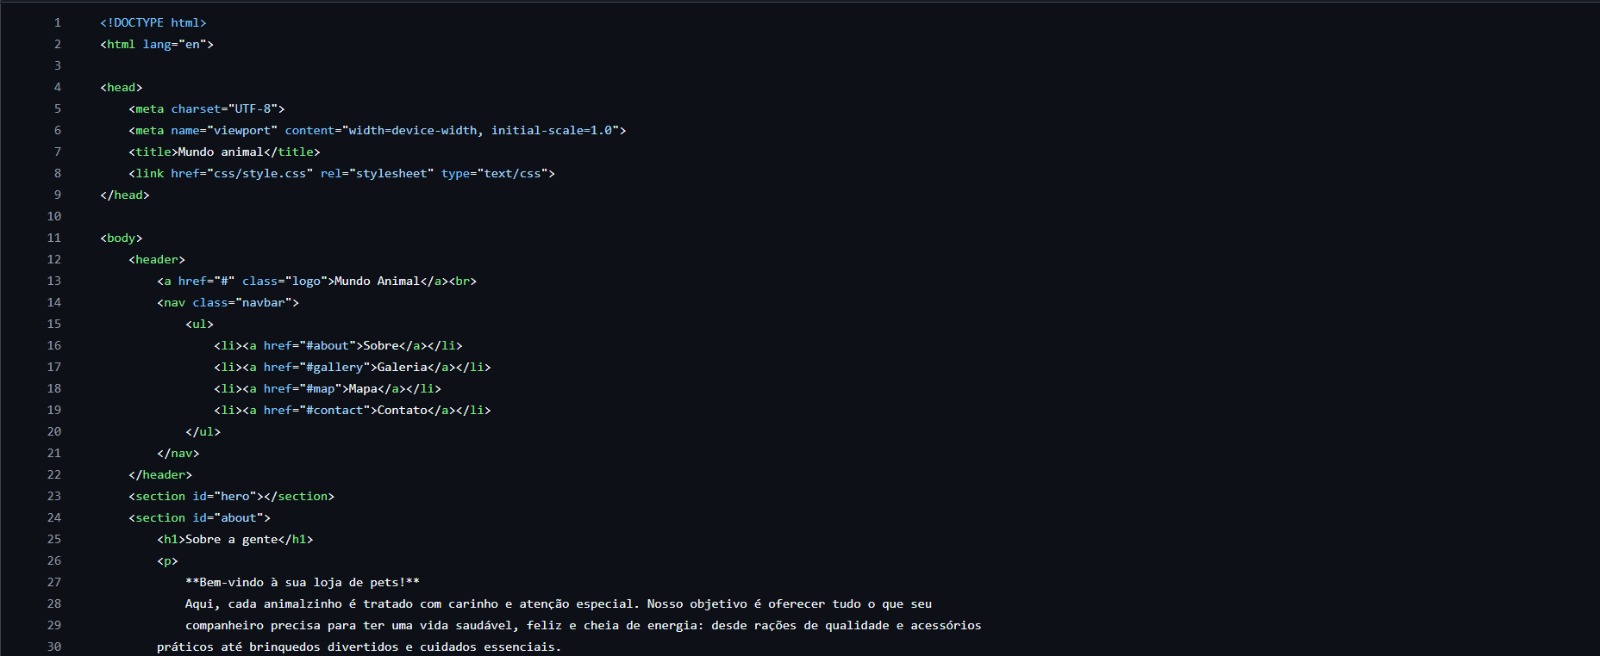 1 <!DOCTYPE html>
2 <html lang="en">
3
4 <head>
5 <meta charset="UTF-8">
6 <meta name="viewport" content="width=device-width, initial-scale=1.0">
7 <title>Mundo animal</title>
8 <link href="css/style.css" rel="stylesheet" type="text/css">
9 </head>
10
11 <body>
12 <header>
13 <a href="#" class="logo">Mundo Animal</a><br>
14 <nav class="navbar">
15 <ul>
16 <li><a href="#about">Sobre</a></li>
17 <li><a href="#gallery">Galeria</a></li>
18 <li><a href="#map">Mapa</a></li>
19 <li><a href="#contact">Contato</a></li>
20 </ul>
21 </nav>
22 </header>
23 <section id="hero"></section>
24 <section id="about">
25 <h1>Sobre a gente</h1>
26 <p>
27 **Bem-vindo à sua loja de pets!**
28 Aqui, cada animalzinho é tratado com carinho e atenção especial. Nosso objetivo é oferecer tudo o que seu
29 companheiro precisa para ter uma vida saudável, feliz e cheia de energia: desde rações de qualidade e acessórios
30 práticos até brinquedos divertidos e cuidados essenciais.